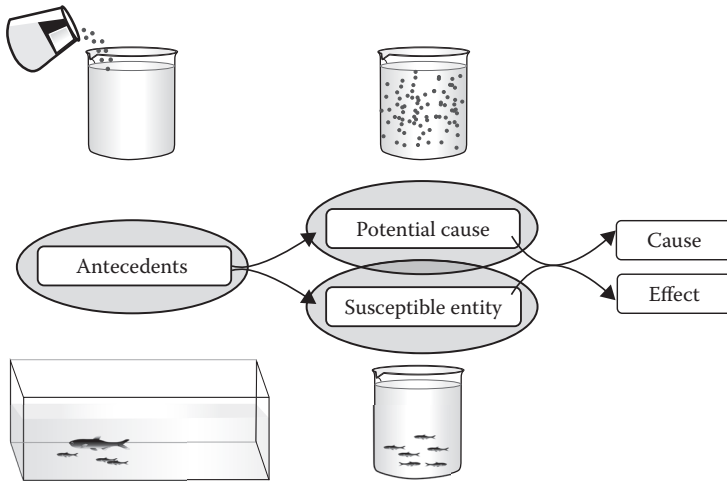 Antecedents
Potential cause
Susceptible entity
Cause
Effect